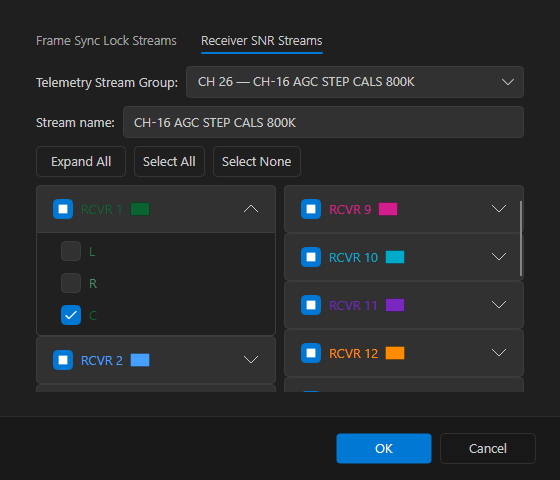 Frame Sync Lock Streams Receiver SNR Streams
Telemetry Stream Group: CH 26 — CH-16 AGC STEP CALS 800K
Stream name: CH-16 AGC STEP CALS 800K
Expand All Select All Select None
RCVR 1
L
R
C
RCVR 2
RCVR 9
RCVR 10
RCVR 11
RCVR 12
OK Cancel